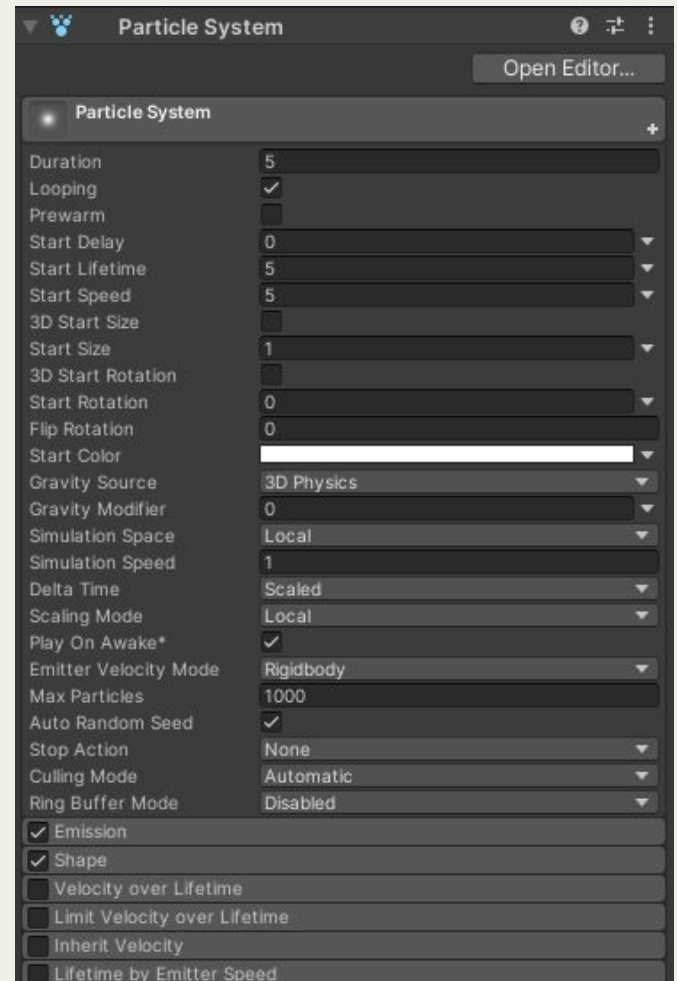 Particle System
Open Editor...
Particle System
Duration 5
Looping
Prewarm
Start Delay 0
Start Lifetime 5
Start Speed 5
3D Start Size
Start Size 1
3D Start Rotation
Start Rotation 0
Flip Rotation 0
Start Color
Gravity Source 3D Physics
Gravity Modifier 0
Simulation Space Local
Simulation Speed 1
Delta Time Scaled
Scaling Mode Local
Play On Awake*
Emitter Velocity Mode Rigidbody
Max Particles 1000
Auto Random Seed
Stop Action None
Culling Mode Automatic
Ring Buffer Mode Disabled
Emission
Shape
Velocity over Lifetime
Limit Velocity over Lifetime
Inherit Velocity
Lifetime by Emitter Speed